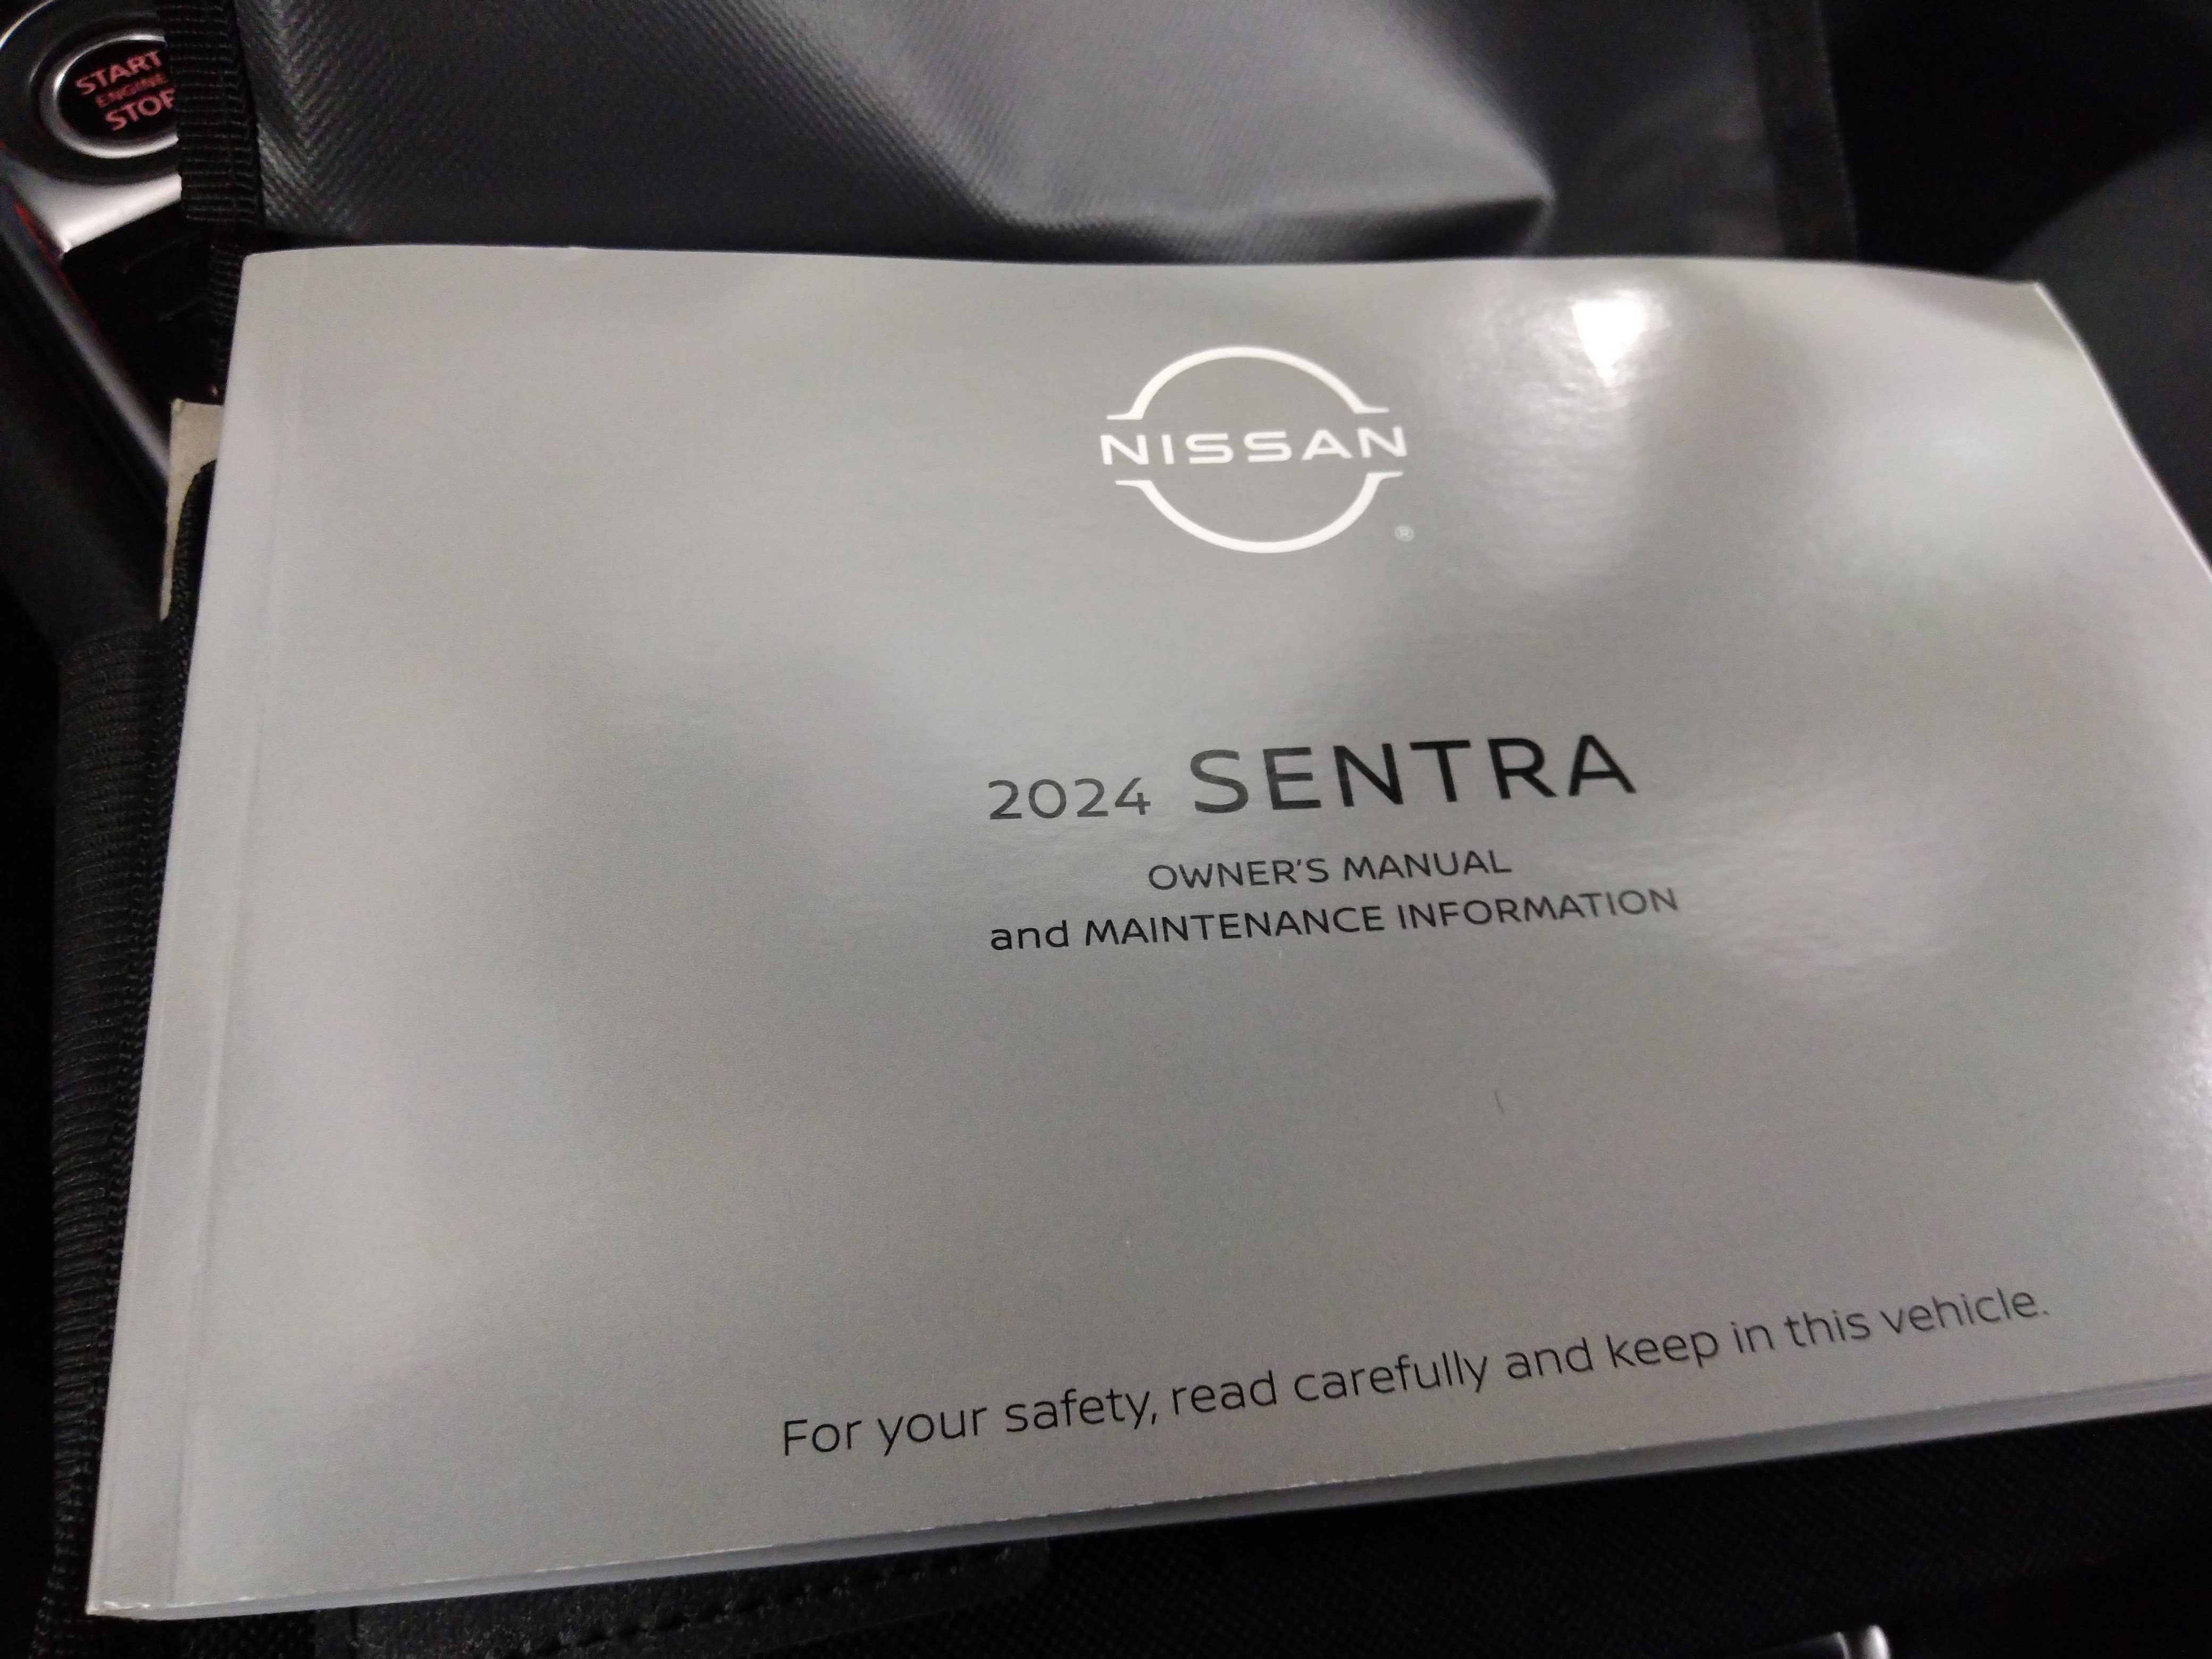 START
ENGINE
STOP
NISSAN
®
2024 SENTRA
OWNER'S MANUAL
and MAINTENANCE INFORMATION
For your safety, read carefully and keep in this vehicle.